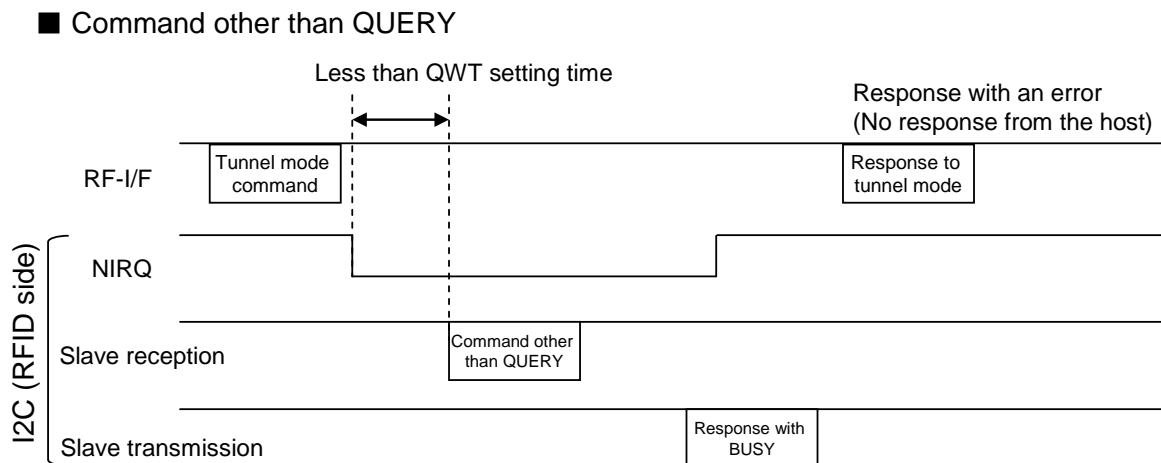 ■ Command other than QUERY
Less than QWT setting time
Response with an error
(No response from the host)
RF-I/F
Tunnel mode
command
Response to
tunnel mode
I2C (RFID side)
NIRQ
Slave reception
Command other
than QUERY
Slave transmission
Response with
BUSY